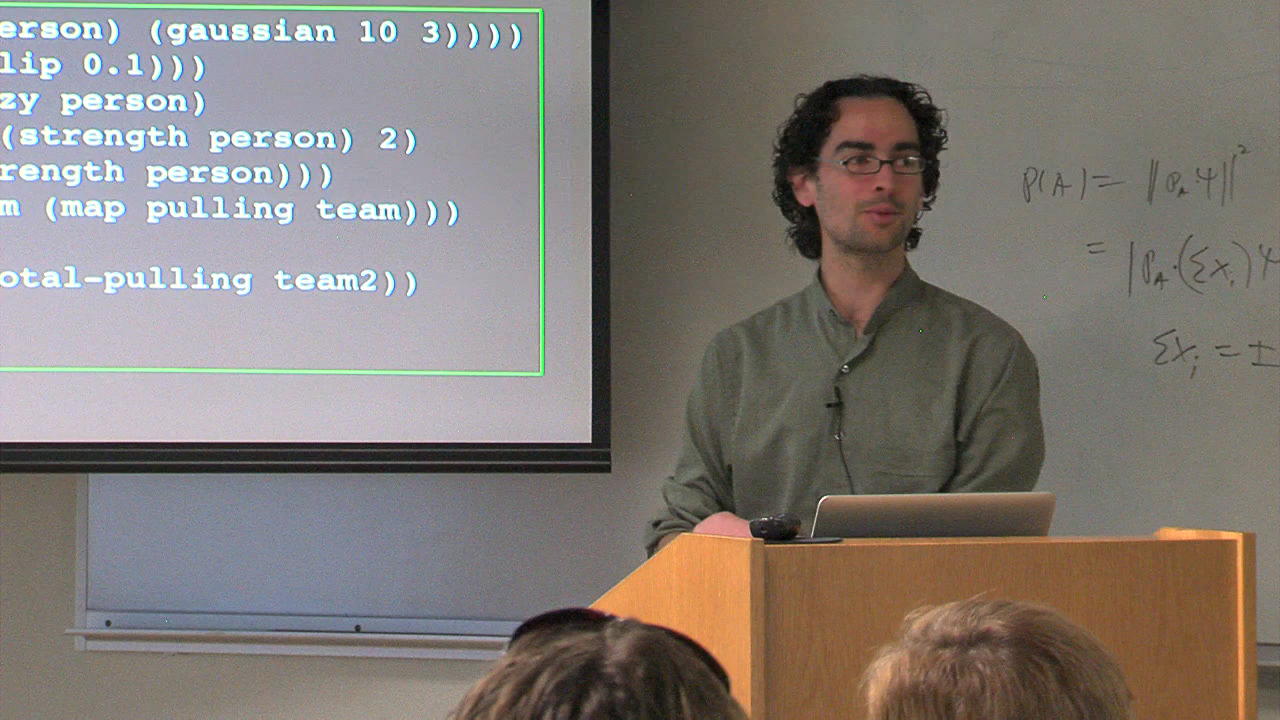 erson) (gaussian 10 3))))
lip 0.1)))
zy person)
(strength person) 2)
rength person)))
m (map pulling team)))
otal-pulling team2))
P(A) = ||P_A·Ψ||²
= |P_A·(Σx_i)Ψ
Σx_i = ±